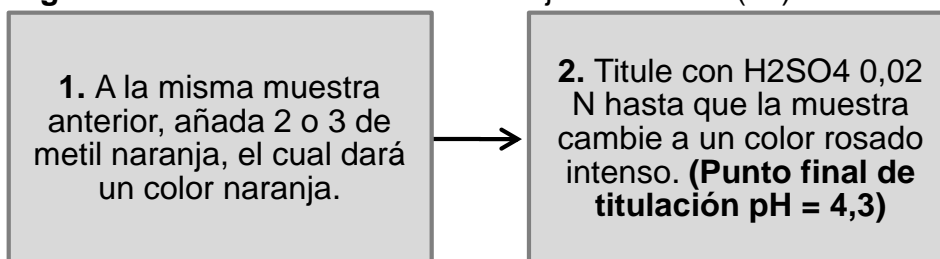 1. A la misma muestra
anterior, añada 2 o 3 de
metil naranja, el cual dará
un color naranja.
2. Titule con H2SO4 0,02
N hasta que la muestra
cambie a un color rosado
intenso. (Punto final de
titulación pH = 4,3)